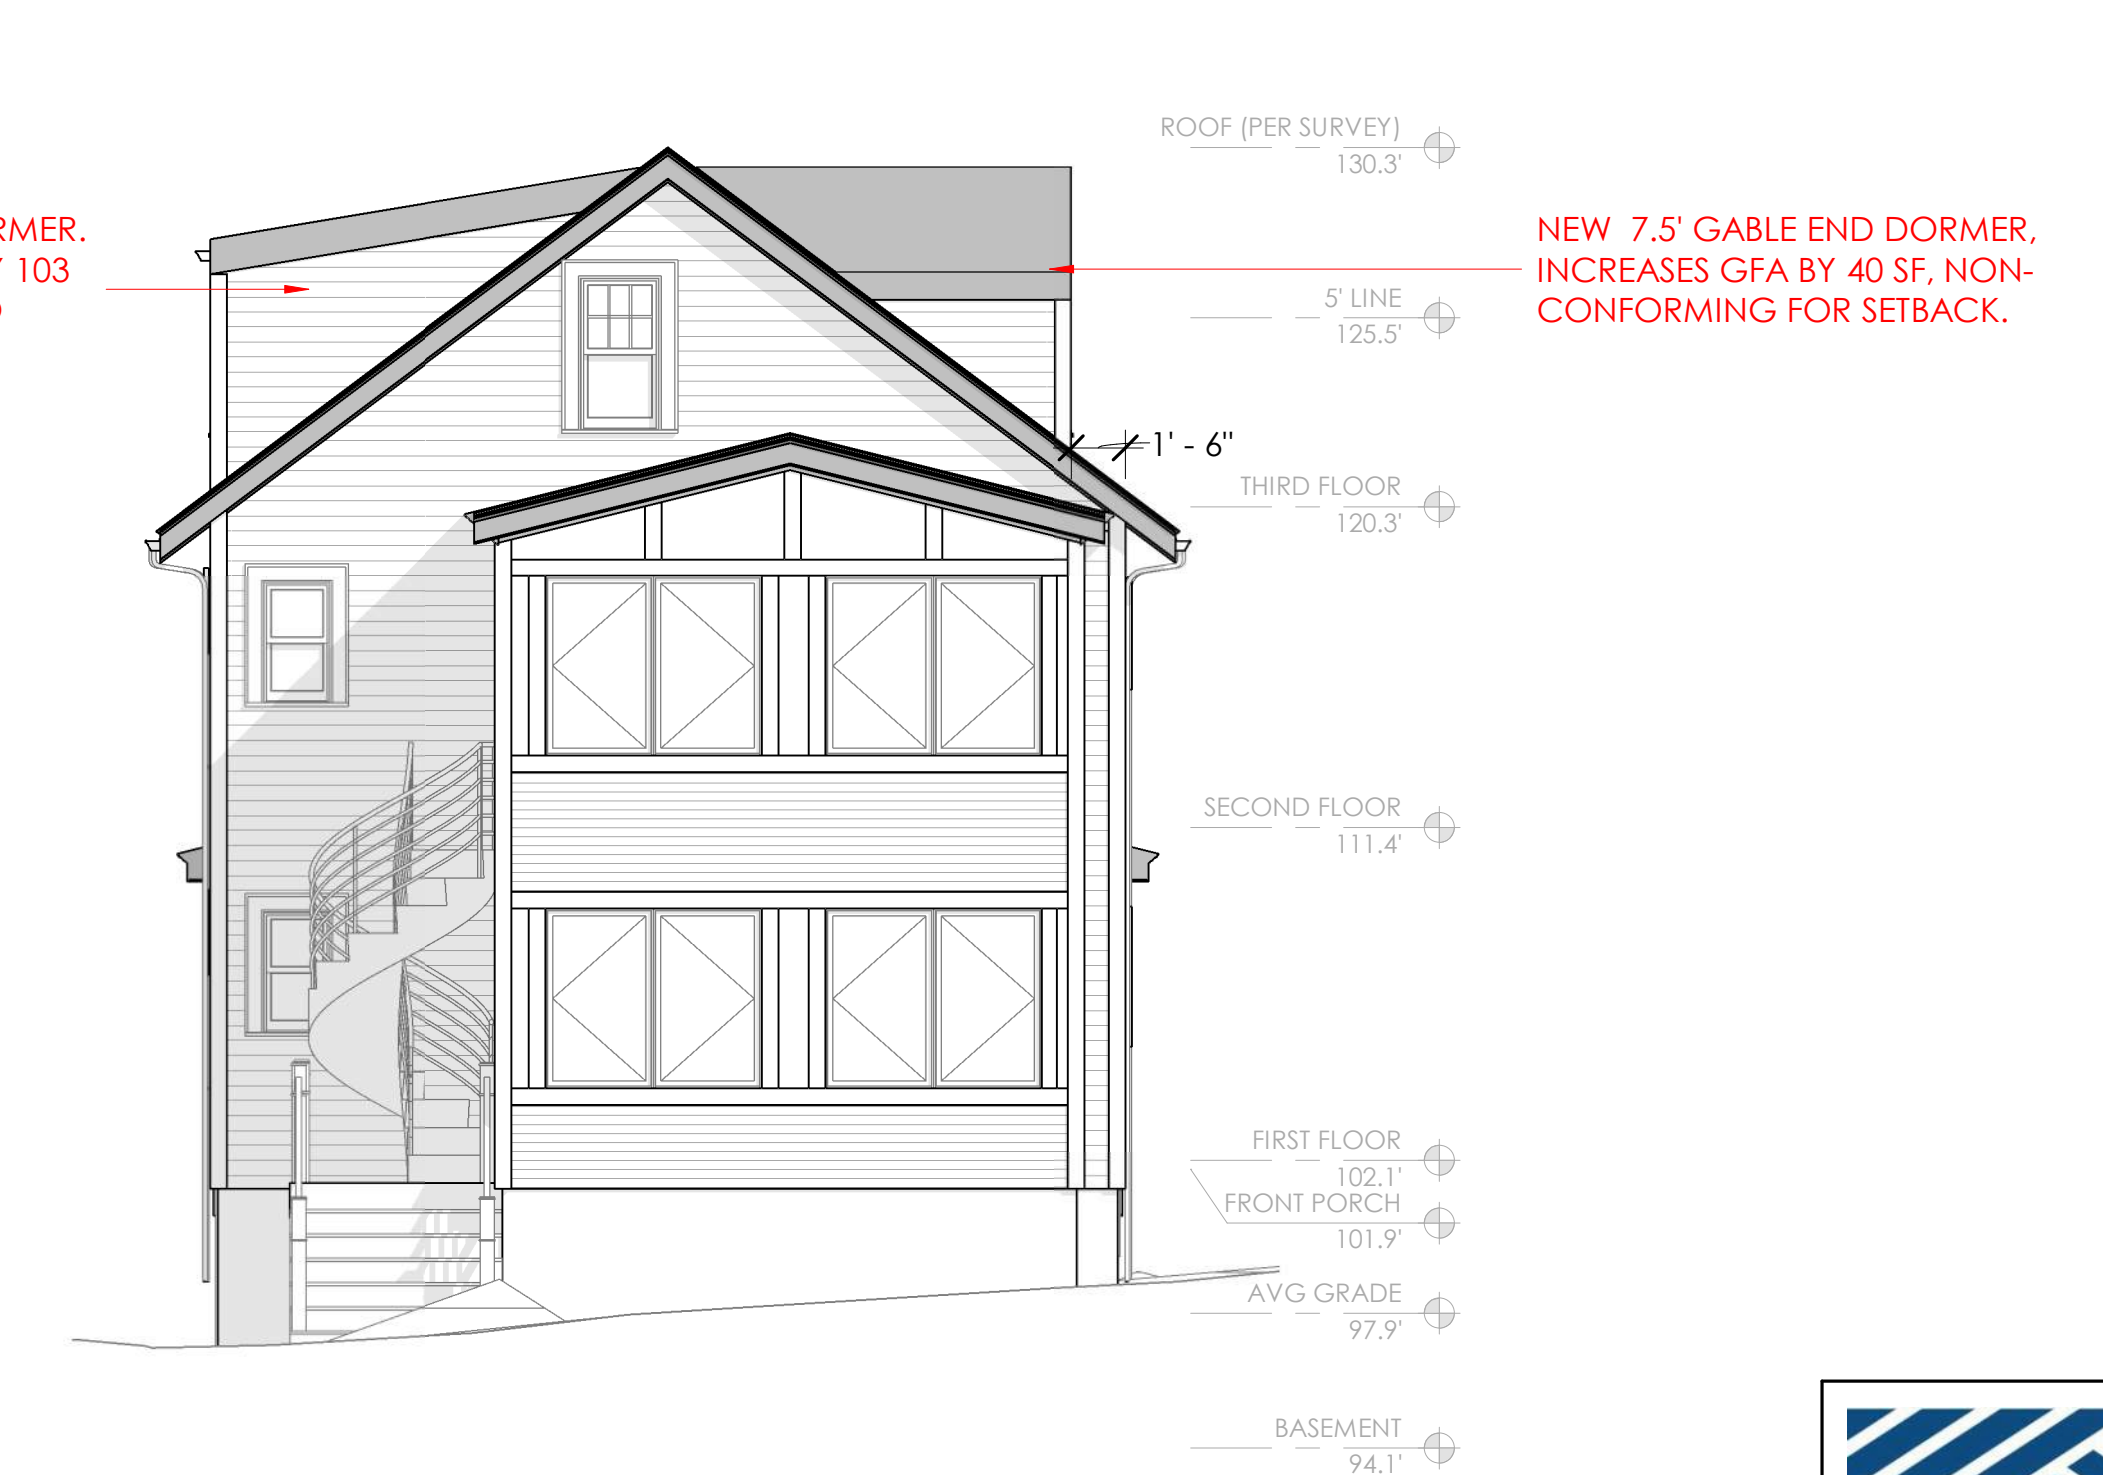 ROOF (PER SURVEY)
130.3'
RMER.
103
NEW 7.5' GABLE END DORMER,
INCREASES GFA BY 40 SF, NON-
CONFORMING FOR SETBACK.
5' LINE
125.5'
1' - 6"
THIRD FLOOR
120.3'
SECOND FLOOR
111.4'
FIRST FLOOR
102.1'
FRONT PORCH
101.9'
AVG GRADE
97.9'
BASEMENT
94.1'